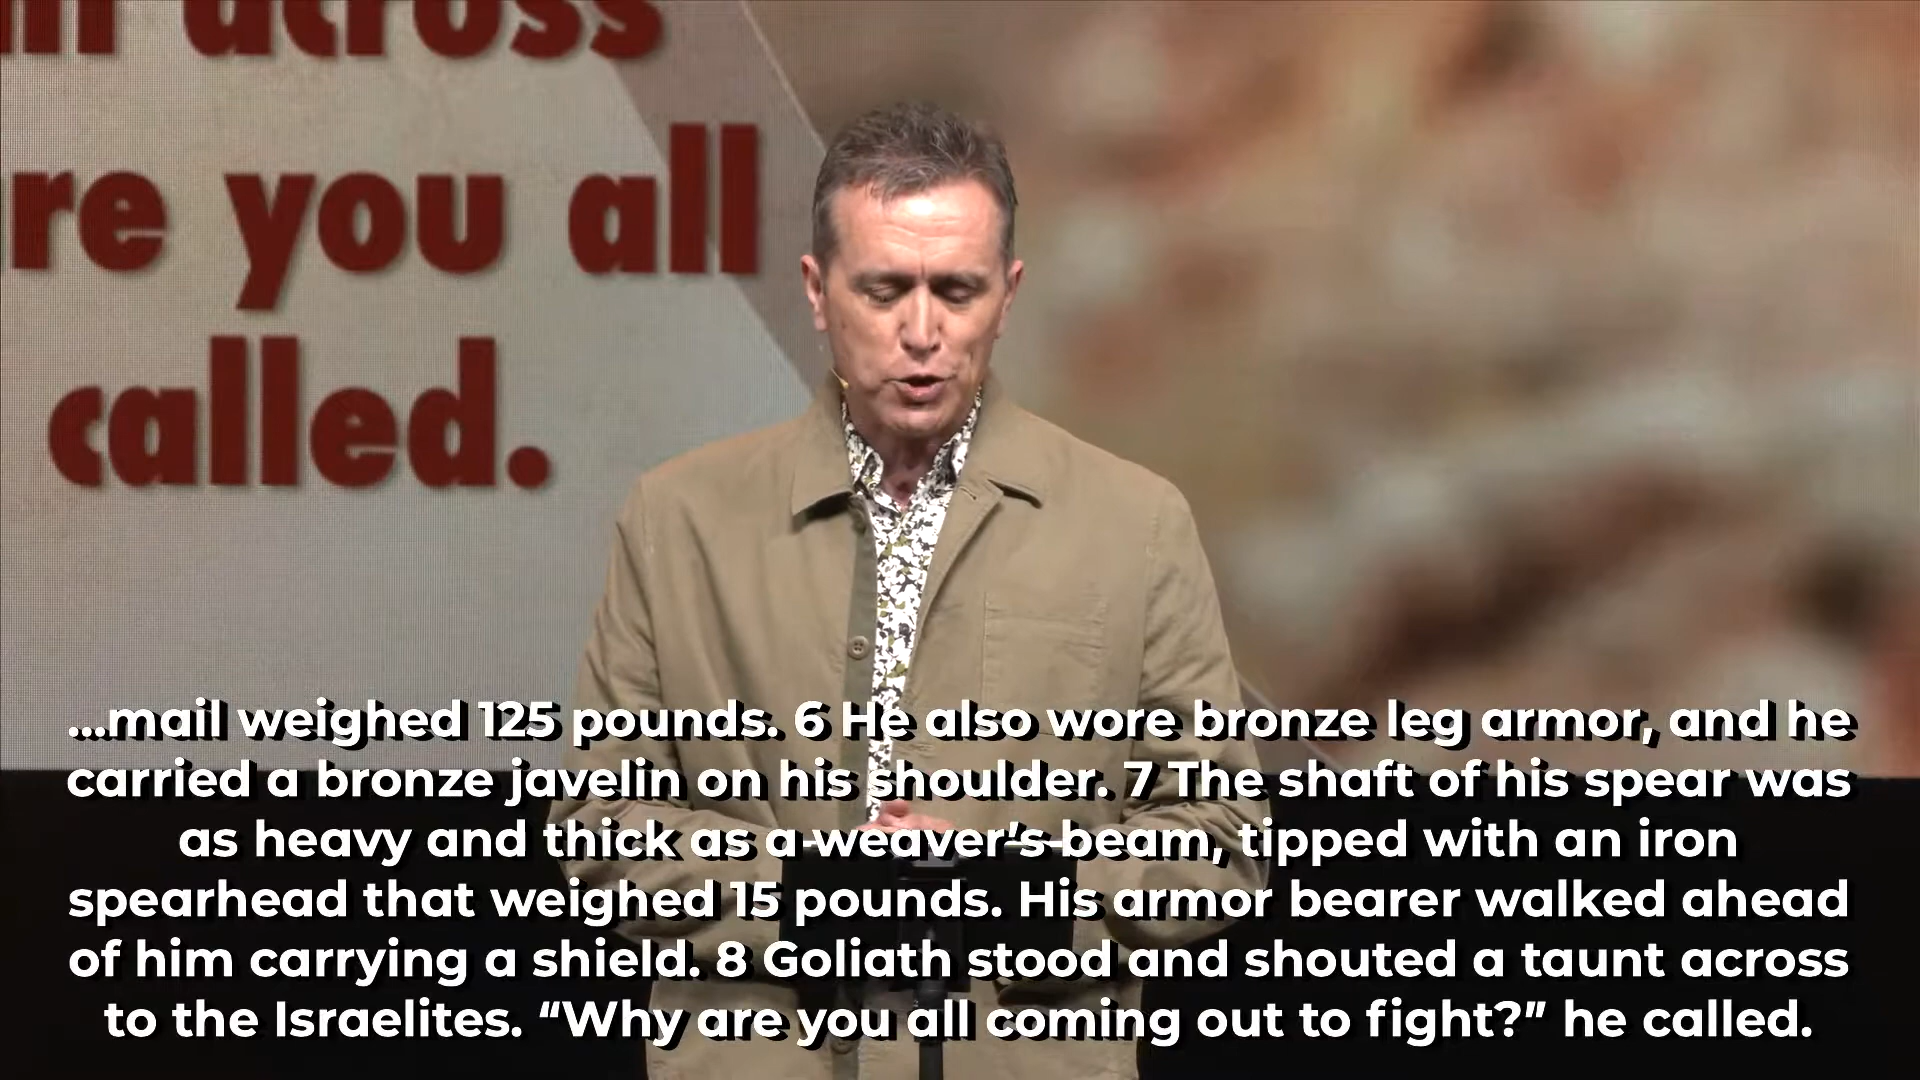 across
re you all
called.
...mail weighed 125 pounds. 6 He also wore bronze leg armor, and he
carried a bronze javelin on his shoulder. 7 The shaft of his spear was
as heavy and thick as a weaver's beam, tipped with an iron
spearhead that weighed 15 pounds. His armor bearer walked ahead
of him carrying a shield. 8 Goliath stood and shouted a taunt across
to the Israelites. “Why are you all coming out to fight?” he called.